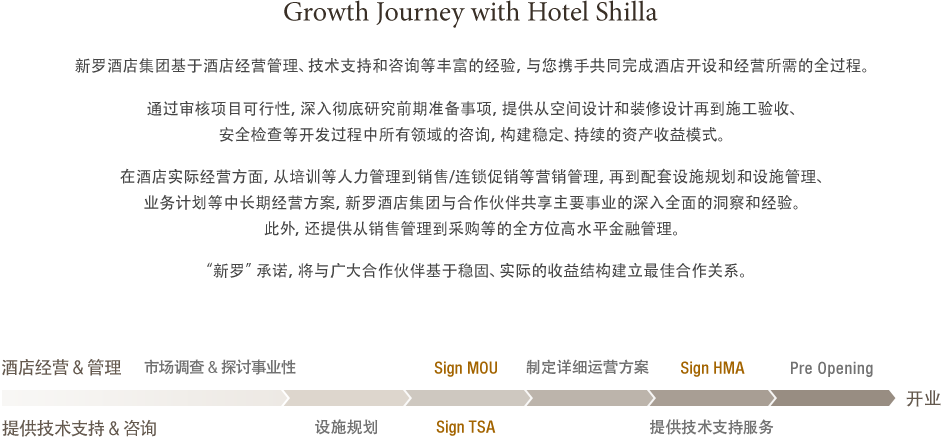 Growth Journey with Hotel Shilla
新罗酒店集团基于酒店经营管理、技术支持和咨询等丰富的经验, 与您携手共同完成酒店开设和经营所需的全过程。
通过审核项目可行性, 深入彻底研究前期准备事项, 提供从空间设计和装修设计再到施工验收、
安全检查等开发过程中所有领域的咨询, 构建稳定、持续的资产收益模式。
在酒店实际经营方面, 从培训等人力管理到销售/连锁促销等营销管理, 再到配套设施规划和设施管理、
业务计划等中长期经营方案, 新罗酒店集团与合作伙伴共享主要事业的深入全面的洞察和经验。
此外, 还提供从销售管理到采购等的全方位高水平金融管理。
“新罗” 承诺, 将与广大合作伙伴基于稳固、实际的收益结构建立最佳合作关系。
酒店经营 & 管理 市场调查 & 探讨事业性 Sign MOU 制定详细运营方案 Sign HMA Pre Opening
开业
提供技术支持 & 咨询 设施规划 Sign TSA 提供技术支持服务